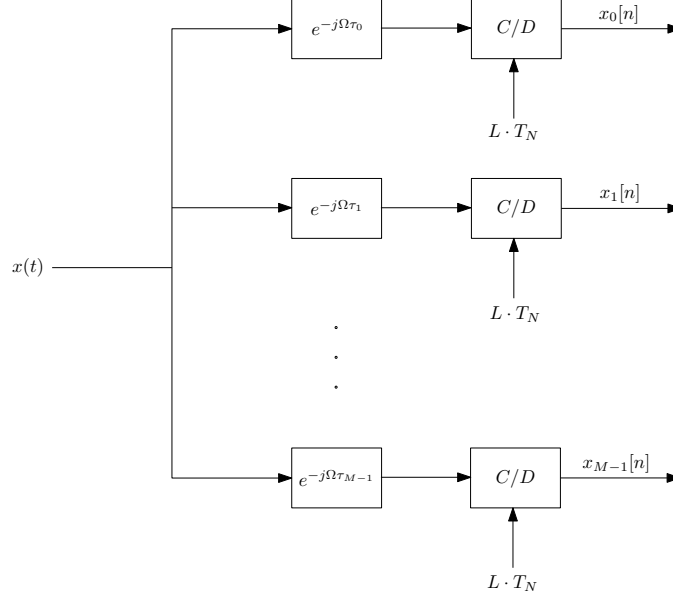 e^{-jΩτ_0} C/D x_0[n]
L · T_N
e^{-jΩτ_1} C/D x_1[n]
x(t)
L · T_N
e^{-jΩτ_{M-1}} C/D x_{M-1}[n]
L · T_N